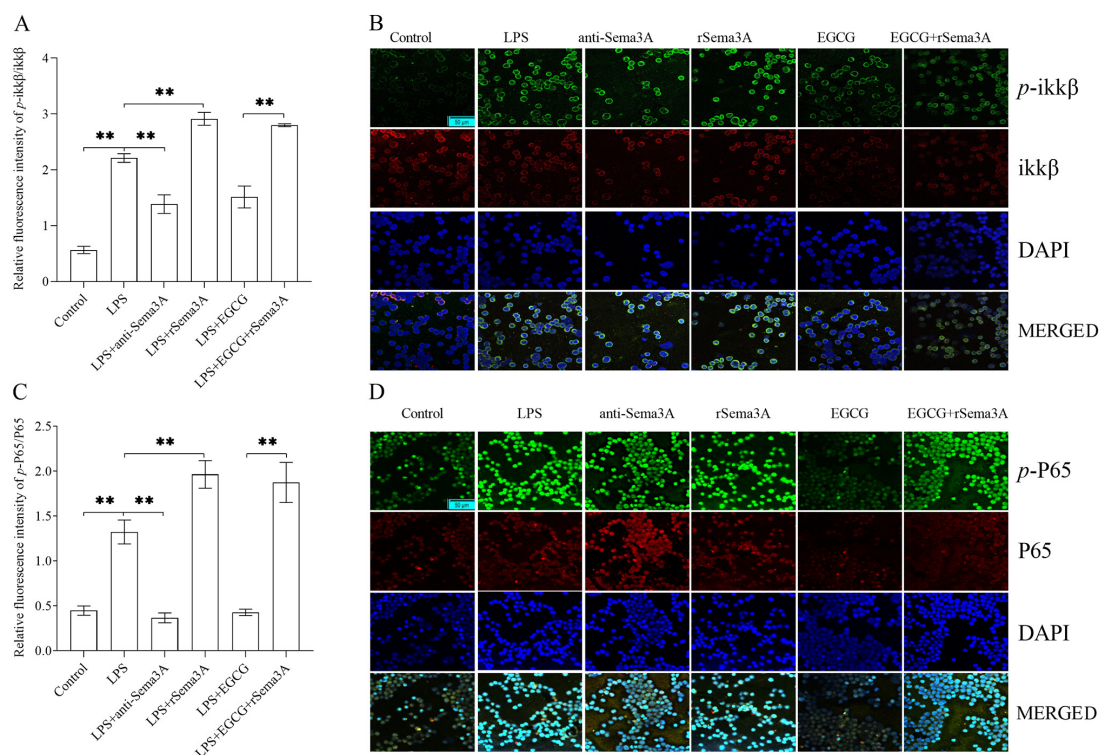 A
Relative fluorescence intensity of p-ikkβ/ikkβ
4
3
2
1
0
**
**
**
**
Control
LPS
LPS+anti-Sema3A
LPS+rSema3A
LPS+EGCG
LPS+EGCG+rSema3A
B
Control
LPS
anti-Sema3A
rSema3A
EGCG
EGCG+rSema3A
p-ikkβ
50 µm
ikkβ
DAPI
MERGED
C
Relative fluorescence intensity of p-P65/P65
2.5
2.0
1.5
1.0
0.5
0.0
**
**
**
**
Control
LPS
LPS+anti-Sema3A
LPS+rSema3A
LPS+EGCG
LPS+EGCG+rSema3A
D
Control
LPS
anti-Sema3A
rSema3A
EGCG
EGCG+rSema3A
p-P65
50 µm
P65
DAPI
MERGED